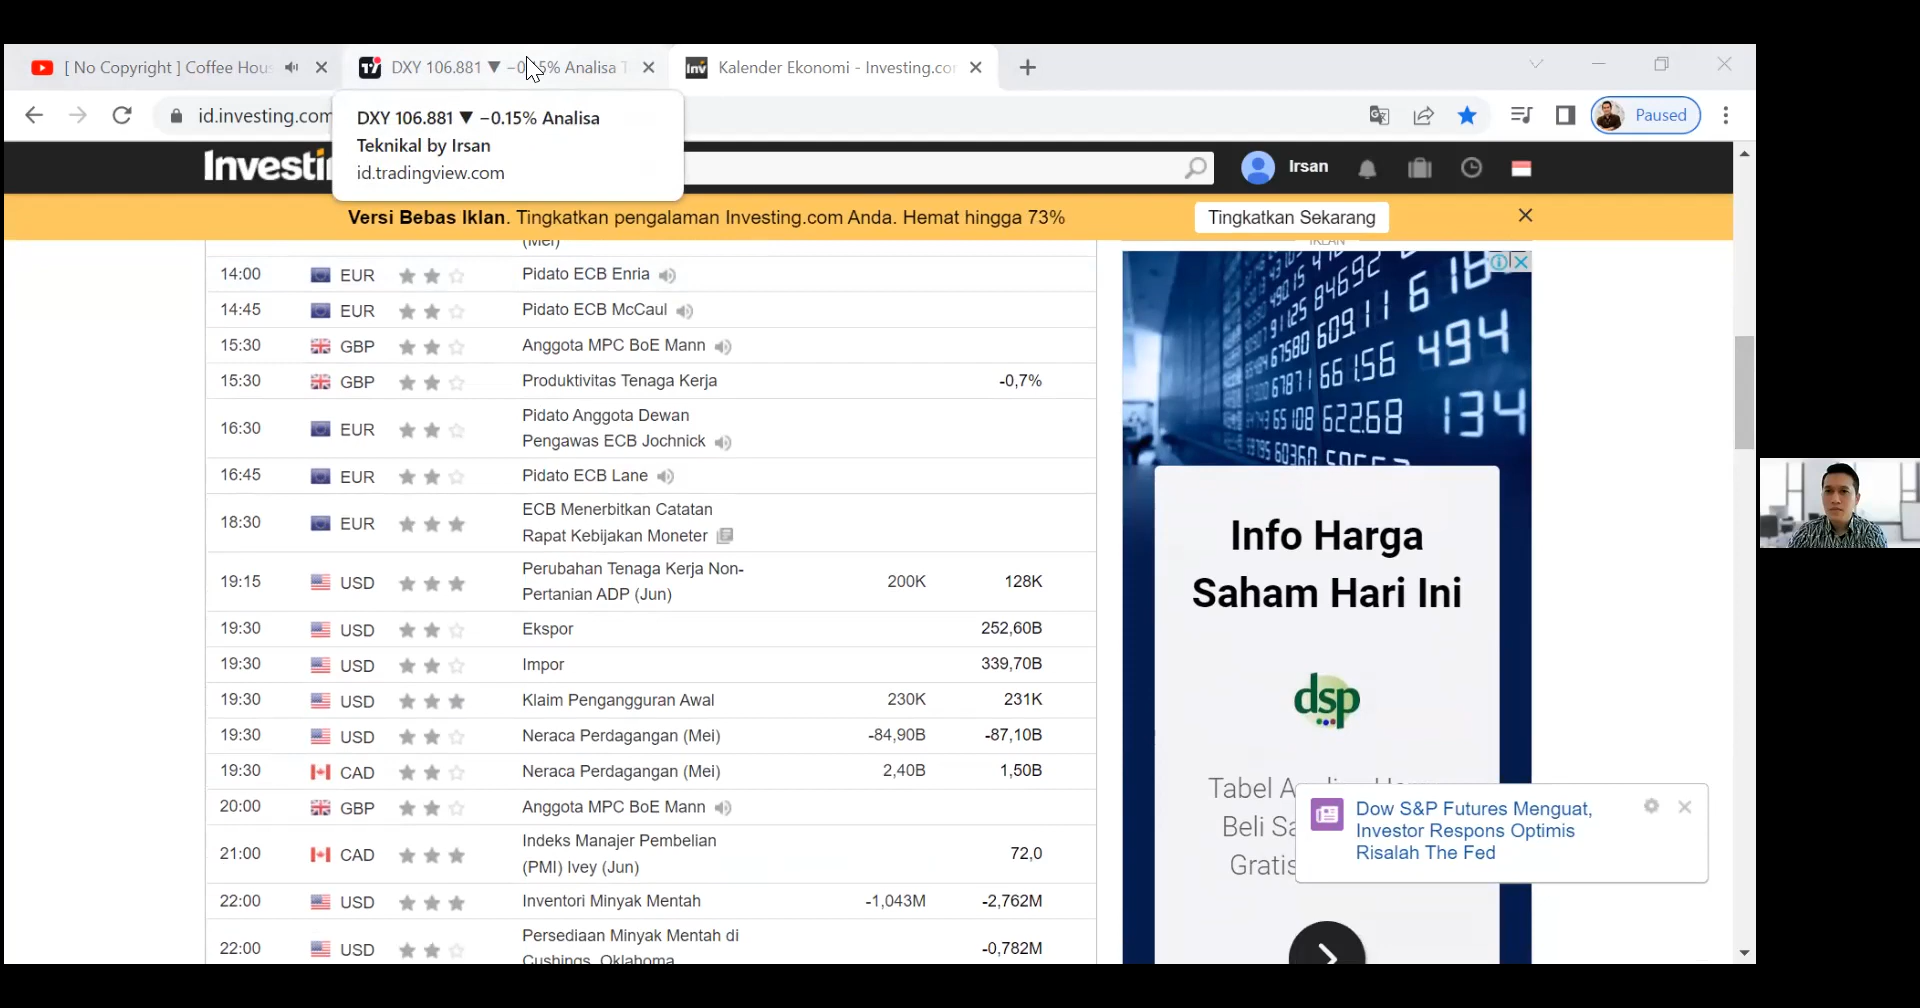 [ No Copyright ] Coffee Hou
DXY 106.881 ▼ −0.15% Analisa T
Kalender Ekonomi - Investing.co
id.investing.com
Paused
DXY 106.881 ▼ −0.15% Analisa
Teknikal by Irsan
id.tradingview.com
Investi
Irsan
Versi Bebas Iklan. Tingkatkan pengalaman Investing.com Anda. Hemat hingga 73%
Tingkatkan Sekarang
(Mei)
IKLAN
14:00 EUR Pidato ECB Enria
14:45 EUR Pidato ECB McCaul
15:30 GBP Anggota MPC BoE Mann
15:30 GBP Produktivitas Tenaga Kerja -0,7%
16:30 EUR Pidato Anggota Dewan
Pengawas ECB Jochnick
16:45 EUR Pidato ECB Lane
18:30 EUR ECB Menerbitkan Catatan
Rapat Kebijakan Moneter
19:15 USD Perubahan Tenaga Kerja Non-
Pertanian ADP (Jun) 200K 128K
19:30 USD Ekspor 252,60B
19:30 USD Impor 339,70B
19:30 USD Klaim Pengangguran Awal 230K 231K
19:30 USD Neraca Perdagangan (Mei) -84,90B -87,10B
19:30 CAD Neraca Perdagangan (Mei) 2,40B 1,50B
20:00 GBP Anggota MPC BoE Mann
21:00 CAD Indeks Manajer Pembelian
(PMI) Ivey (Jun) 72,0
22:00 USD Inventori Minyak Mentah -1,043M -2,762M
22:00 USD Persediaan Minyak Mentah di
Cushings, Oklahoma -0,782M
Info Harga
Saham Hari Ini
dsp
Tabel A
Beli Sa
Gratis
Dow S&P Futures Menguat,
Investor Respons Optimis
Risalah The Fed